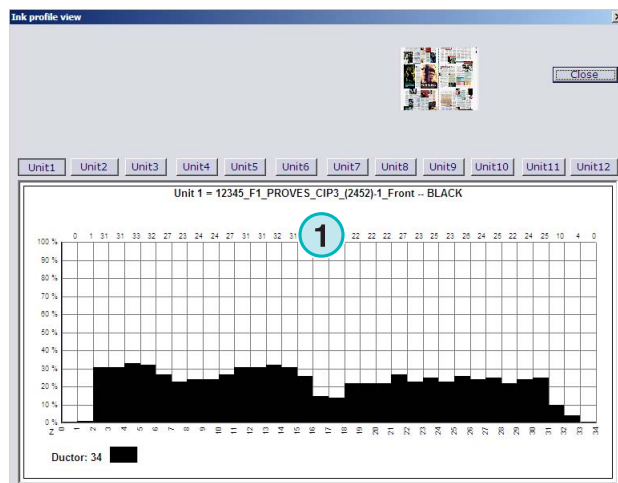 Ink profile view
Close
Unit1 Unit2 Unit3 Unit4 Unit5 Unit6 Unit7 Unit8 Unit9 Unit10 Unit11 Unit12
Unit 1 = 12345_F1_PROVES_CIP3_(2452)-1_Front -- BLACK
0 1 31 31 33 32 27 23 24 24 27 31 31 32 31 1 22 22 22 27 23 25 23 26 24 25 22 24 25 10 4 0
100 %
90 %
80 %
70 %
60 %
50 %
40 %
30 %
20 %
10 %
0 %
Z 0 1 2 3 4 5 6 7 8 9 10 11 12 13 14 15 16 17 18 19 20 21 22 23 24 25 26 27 28 29 30 31 32 33 34
Ductor: 34